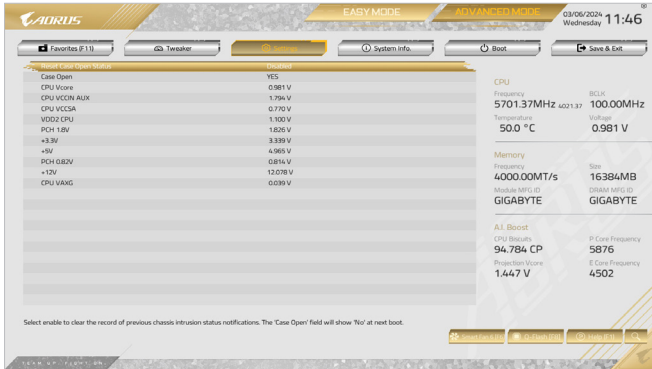 AORUS
EASY MODE
ADVANCED MODE
03/06/2024
Wednesday
11:46
Favorites (F11)
Tweaker
Settings
System Info.
Boot
Save & Exit
Reset Case Open Status Disabled
Case Open YES
CPU Vcore 0.981 V
CPU VCCIN AUX 1.794 V
CPU VCCSA 0.770 V
VDD2 CPU 1.100 V
PCH 1.8V 1.826 V
+3.3V 3.339 V
+5V 4.965 V
PCH 0.82V 0.814 V
+12V 12.078 V
CPU VAXG 0.039 V
CPU
Frequency BCLK
5701.37MHz 4021.37 100.00MHz
Temperature Voltage
50.0 °C 0.981 V
Memory
Frequency Size
4000.00MT/s 16384MB
Module MFG ID DRAM MFG ID
GIGABYTE GIGABYTE
A.I. Boost
CPU Biscuits P Core Frequency
94.784 CP 5876
Projection Vcore E Core Frequency
1.447 V 4502
Select enable to clear the record of previous chassis intrusion status notifications. The 'Case Open' field will show 'No' at next boot.
TEAM UP. FIGHT ON.